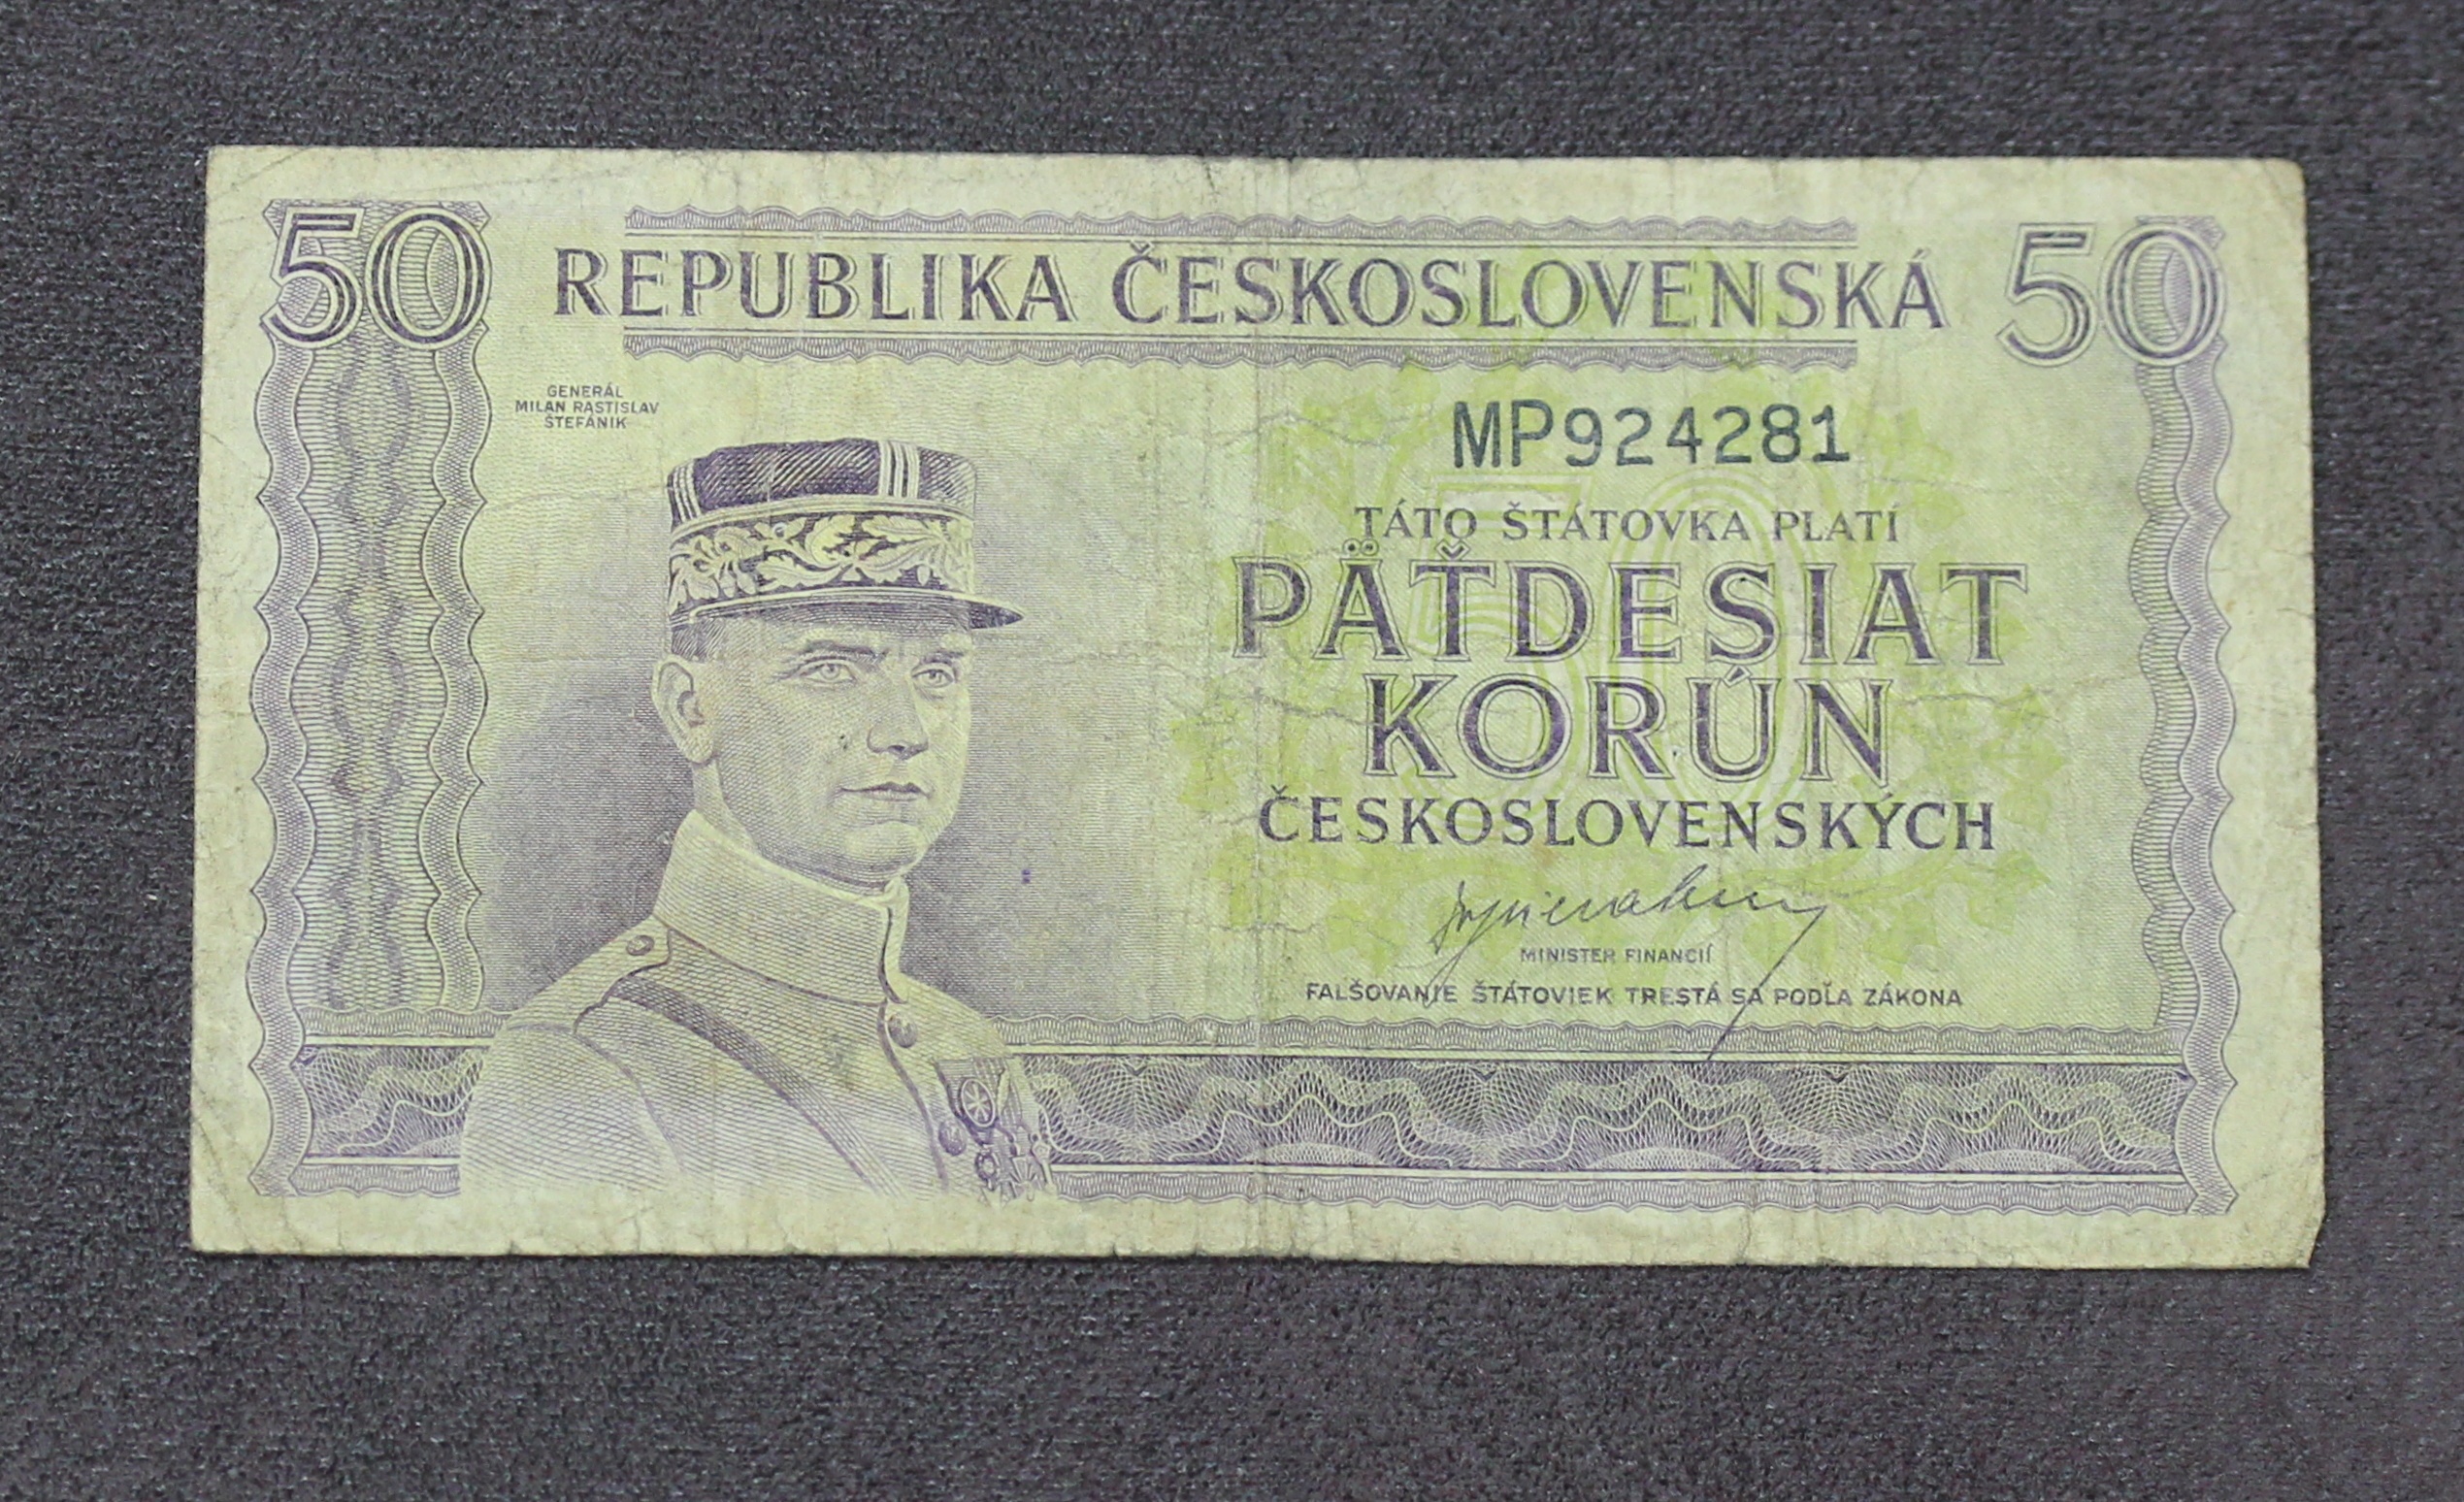 50 REPUBLIKA ČESKOSLOVENSKÁ 50
GENERÁL
MILAN RASTISLAV
ŠTEFÁNIK
MP924281
TÁTO ŠTÁTOVKA PLATÍ
PÄŤDESIAT
KORÚN
ČESKOSLOVENSKÝCH
MINISTER FINANCIÍ
FALŠOVANIE ŠTÁTOVIEK TRESTÁ SA PODĽA ZÁKONA
50